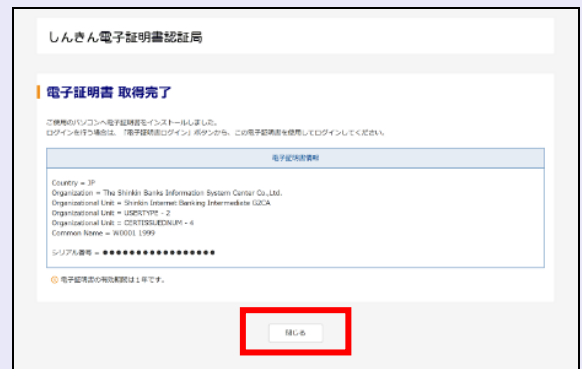 しんきん電子証明書認証局
電子証明書 取得完了
ご使用のパソコンへ電子証明書をインストールしました。
ログインを行う場合は、「電子証明書ログイン」ボタンから、この電子証明書を使用してログインしてください。
電子証明書情報
Country = JP
Organization = The Shinkin Banks Information System Center Co.,Ltd.
Organizational Unit = Shinkin Internet Banking Intermediate G2CA
Organizational Unit = USERTYPE - 2
Organizational Unit = CERTISSUEDNUM - 4
Common Name = W0001 1999
シリアル番号 = ●●●●●●●●●●●●●●●●●
電子証明書の有効期間は1年です。
閉じる